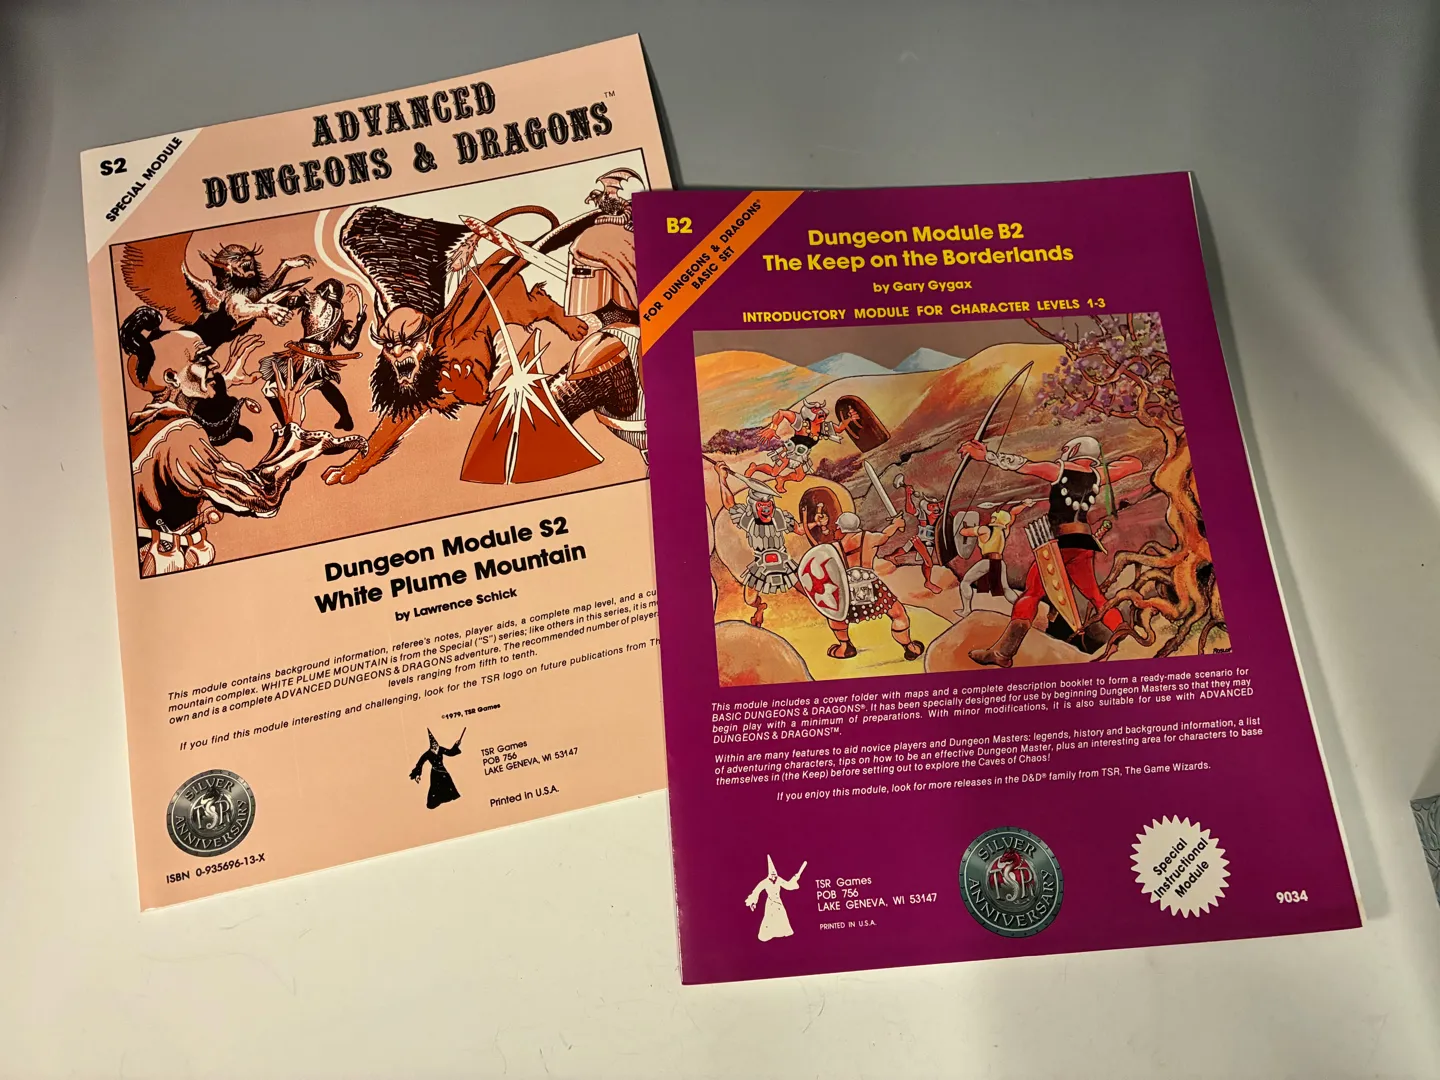 S2
SPECIAL MODULE
ADVANCED
DUNGEONS & DRAGONS™
Dungeon Module S2
White Plume Mountain
by Lawrence Schick
This module contains background information, referee's notes, player aids, a complete map level, and a cu
mountain complex. WHITE PLUME MOUNTAIN is from the Special ("S") series; like others in this series, it is m
own and is a complete ADVANCED DUNGEONS & DRAGONS adventure. The recommended number of player
levels ranging from fifth to tenth.
If you find this module interesting and challenging, look for the TSR logo on future publications from Th
©1979, TSR Games
TSR Games
POB 756
LAKE GENEVA, WI 53147
Printed in U.S.A.
SILVER
TSR
ANNIVERSARY
ISBN 0-935696-13-X
B2
FOR DUNGEONS & DRAGONS®
BASIC SET
Dungeon Module B2
The Keep on the Borderlands
by Gary Gygax
INTRODUCTORY MODULE FOR CHARACTER LEVELS 1-3
This module includes a cover folder with maps and a complete description booklet to form a ready-made scenario for
BASIC DUNGEONS & DRAGONS®. It has been specially designed for use by beginning Dungeon Masters so that they may
begin play with a minimum of preparations. With minor modifications, it is also suitable for use with ADVANCED
DUNGEONS & DRAGONS™.
Within are many features to aid novice players and Dungeon Masters: legends, history and background information, a list
of adventuring characters, tips on how to be an effective Dungeon Master, plus an interesting area for characters to base
themselves in (the Keep) before setting out to explore the Caves of Chaos!
If you enjoy this module, look for more releases in the D&D® family from TSR, The Game Wizards.
TSR Games
POB 756
LAKE GENEVA, WI 53147
PRINTED IN U.S.A.
SILVER
TSR
ANNIVERSARY
Special
Instructional
Module
9034